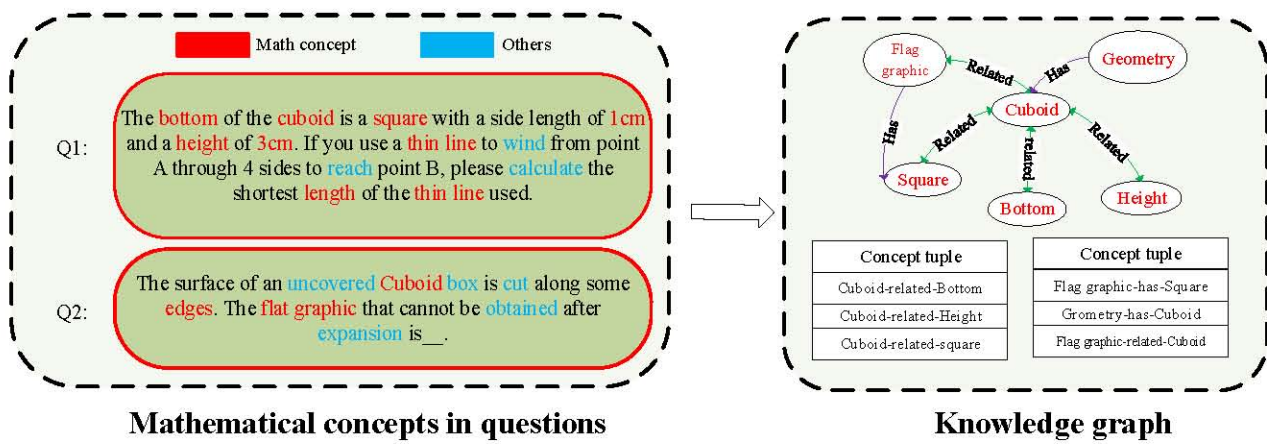 Math concept
Others
Q1:
The bottom of the cuboid is a square with a side length of 1cm
and a height of 3cm. If you use a thin line to wind from point
A through 4 sides to reach point B, please calculate the
shortest length of the thin line used.
Q2:
The surface of an uncovered Cuboid box is cut along some
edges. The flat graphic that cannot be obtained after
expansion is__.
Mathematical concepts in questions
Flag
graphic
Related
Has
Geometry
Cuboid
Has
Related
related
Related
Square
Bottom
Height
Concept tuple
Cuboid-related-Bottom
Cuboid-related-Height
Cuboid-related-square
Concept tuple
Flag graphic-has-Square
Grometry-has-Cuboid
Flag graphic-related-Cuboid
Knowledge graph